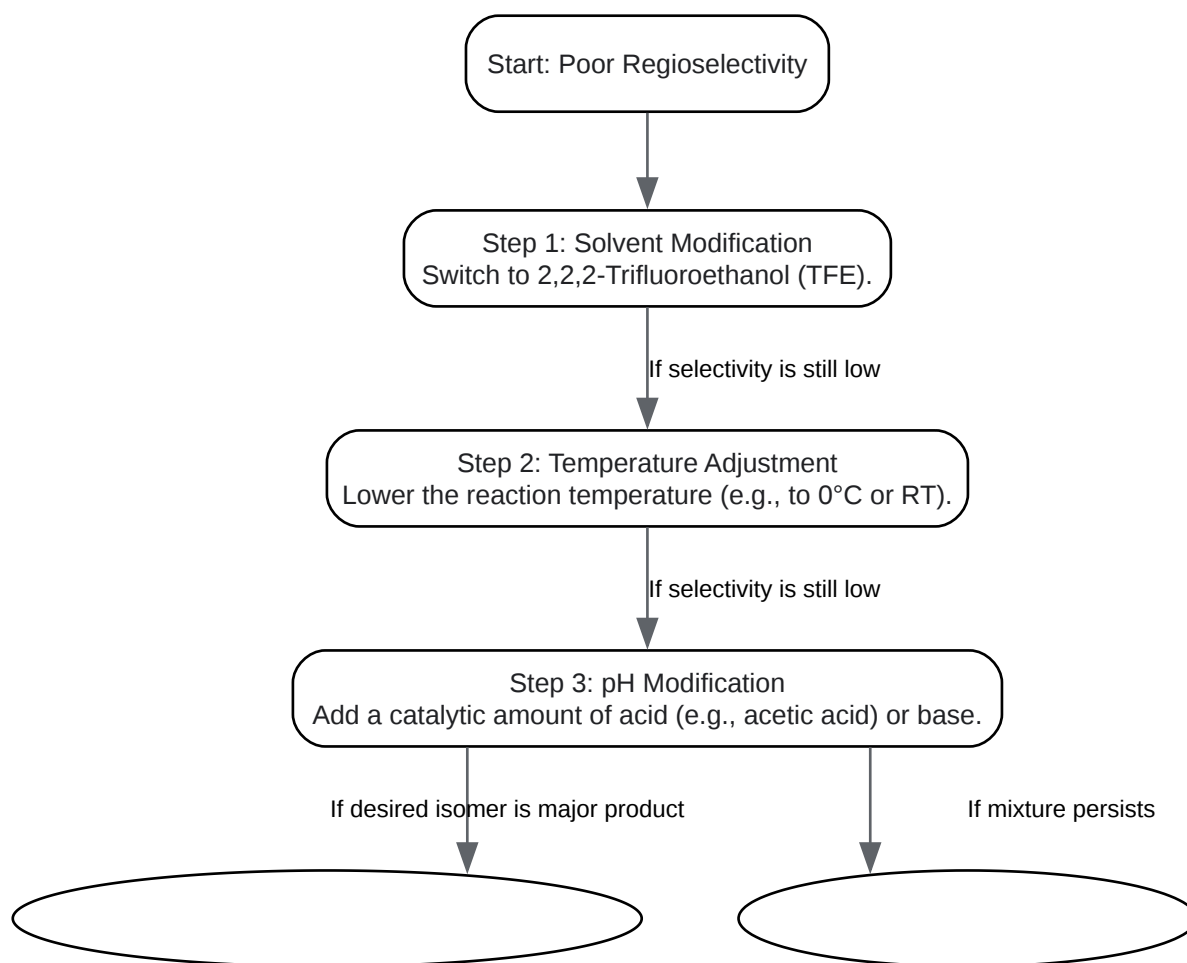 Start: Poor Regioselectivity
Step 1: Solvent Modification
Switch to 2,2,2-Trifluoroethanol (TFE).
If selectivity is still low
Step 2: Temperature Adjustment
Lower the reaction temperature (e.g., to 0°C or RT).
If selectivity is still low
Step 3: pH Modification
Add a catalytic amount of acid (e.g., acetic acid) or base.
If desired isomer is major product
If mixture persists